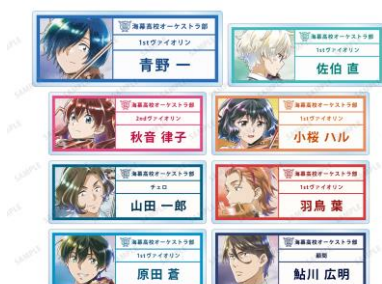 海幕高校オーケストラ部
1stヴァイオリン
青野 一
海幕高校オーケストラ部
1stヴァイオリン
佐伯 直
海幕高校オーケストラ部
2ndヴァイオリン
秋音 律子
海幕高校オーケストラ部
1stヴァイオリン
小桜 ハル
海幕高校オーケストラ部
チェロ
山田 一郎
海幕高校オーケストラ部
1stヴァイオリン
羽鳥 葉
海幕高校オーケストラ部
1stヴァイオリン
原田 蒼
海幕高校オーケストラ部
顧問
鮎川 広明
SAMPLE